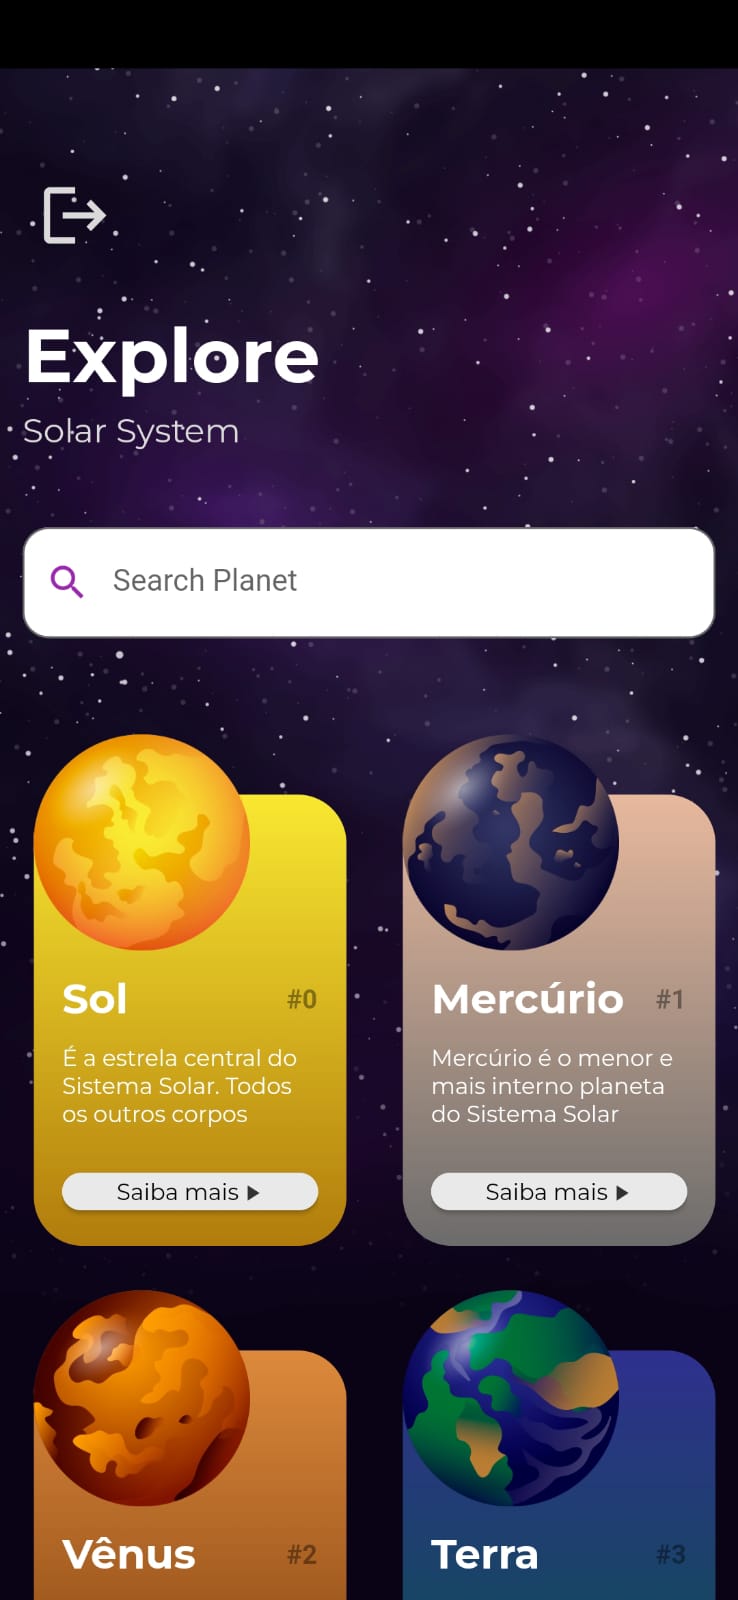 Explore
Solar System
Search Planet
Sol #0
É a estrela central do
Sistema Solar. Todos
os outros corpos
Saiba mais
Mercúrio #1
Mercúrio é o menor e
mais interno planeta
do Sistema Solar
Saiba mais
Vênus #2
Terra #3